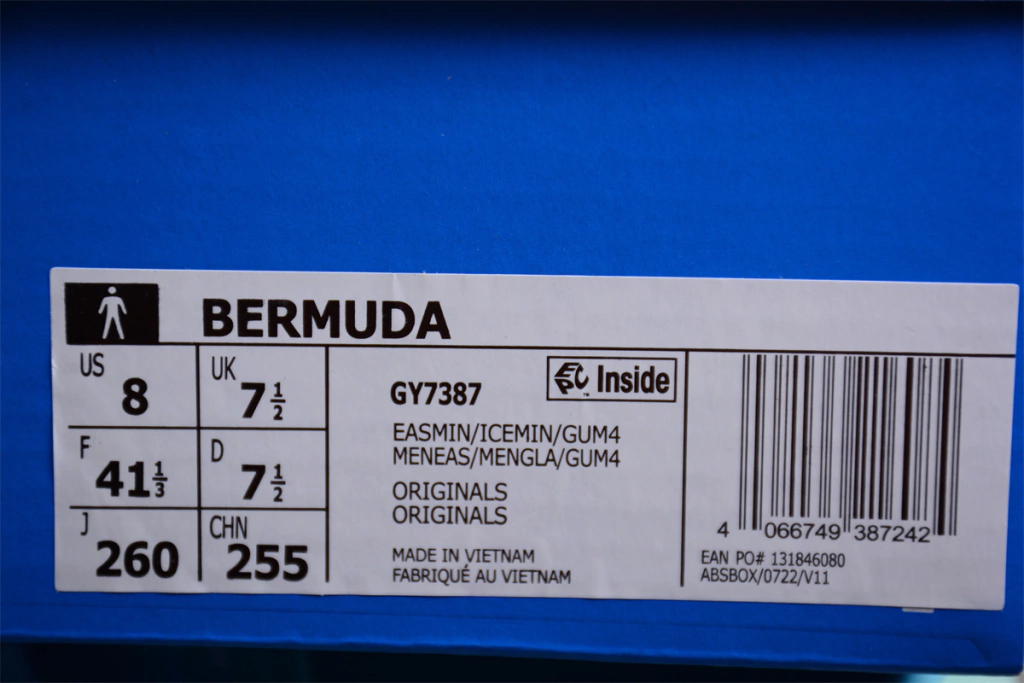 BERMUDA
US 8
UK 7 1/2
F 41 1/3
D 7 1/2
J 260
CHN 255
GY7387
EPC Inside
™
EASMIN/ICEMIN/GUM4
MENEAS/MENGLA/GUM4
ORIGINALS
ORIGINALS
MADE IN VIETNAM
FABRIQUÉ AU VIETNAM
4 066749 387242
EAN PO# 131846080
ABSBOX/0722/V11